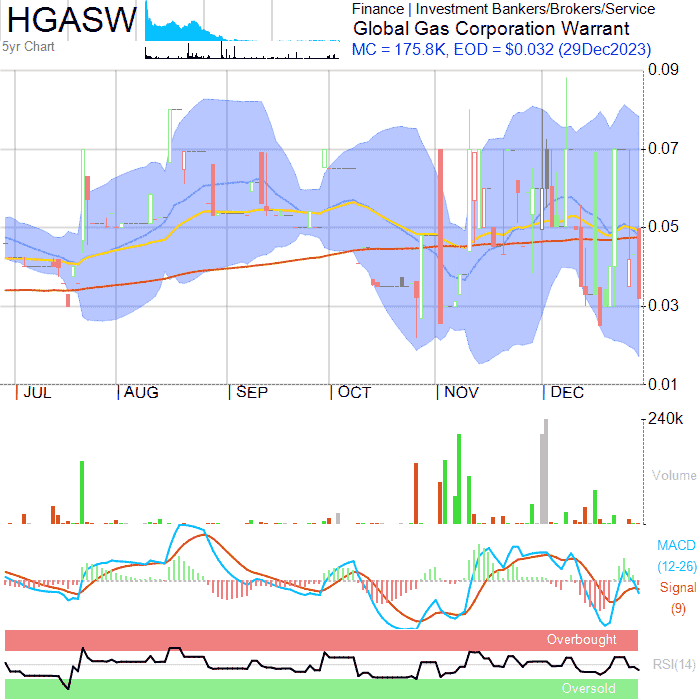 HGASW
5yr Chart
Finance | Investment Bankers/Brokers/Service
Global Gas Corporation Warrant
MC = 175.8K, EOD = $0.032 (29Dec2023)
0.09
0.07
0.05
0.03
0.01
JUL AUG SEP OCT NOV DEC
240k
Volume
MACD
(12-26)
Signal
(9)
Overbought
RSI(14)
Oversold